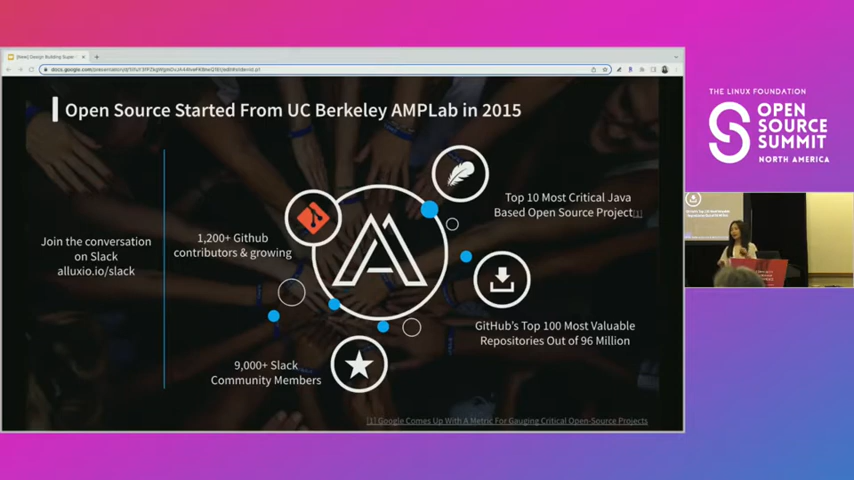 Open Source Started From UC Berkeley AMPLab in 2015
Join the conversation
on Slack
alluxio.io/slack
1,200+ Github
contributors & growing
9,000+ Slack
Community Members
Top 10 Most Critical Java
Based Open Source Project[1]
GitHub's Top 100 Most Valuable
Repositories Out of 96 Million
[1] Google Comes Up With A Metric For Gauging Critical Open-Source Projects
THE LINUX FOUNDATION
OPEN
SOURCE
SUMMIT
NORTH AMERICA